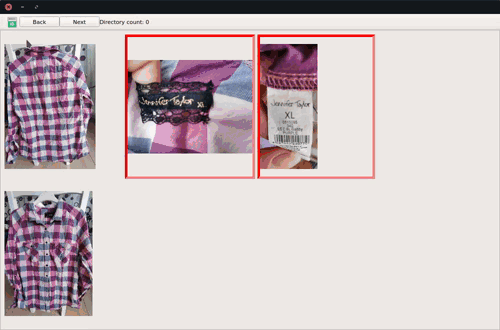 Back
Next
Directory count: 0
Jennifer Taylor XL
Jennifer Taylor
XL